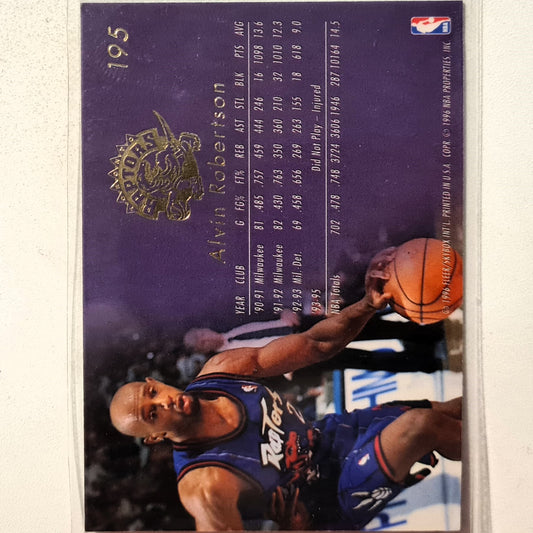 195
RAPTORS
Alvin Robertson
YEAR CLUB G FG% FT% REB AST STL BLK PTS AVG
'90-91 Milwaukee 81 .485 .757 459 444 246 16 1098 13.6
'91-92 Milwaukee 82 .430 .763 350 360 210 32 1010 12.3
'92-93 Mil.-Det. 69 .458 .656 269 263 155 18 618 9.0
'93-95 Did Not Play – Injured
NBA Totals 702 .478 .748 3724 3606 1946 287 10164 14.5
RAPTORS
2
NBA
© 1996 FLEER/SKYBOX INT'L. PRINTED IN U.S.A. COPR. © 1996 NBA PROPERTIES, INC.